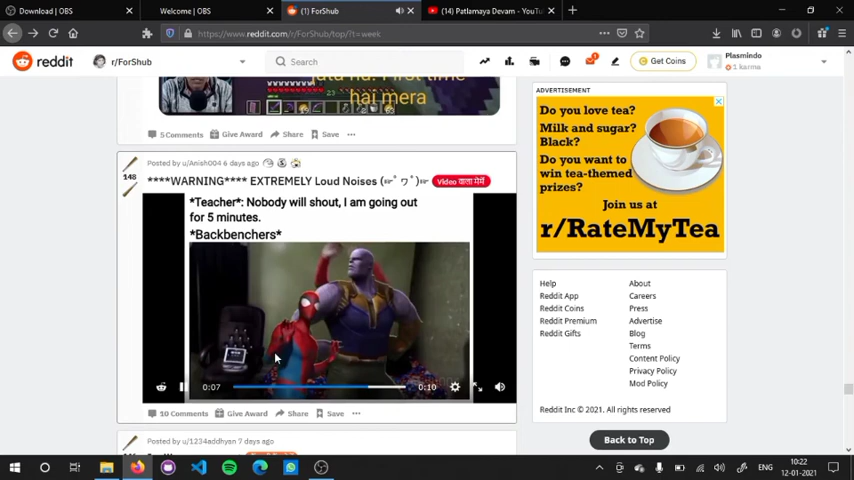 Download | OBS
Welcome | OBS
(1) ForShub
(14) Patlamaya Devam - YouT
https://www.reddit.com/r/ForShub/top/?t=week
reddit
r/ForShub
Search
Get Coins
Plasmindo
1 karma
hai mera
5 Comments Give Award Share Save
ADVERTISEMENT
Do you love tea?
Milk and sugar?
Black?
Do you want to
win tea-themed
prizes?
Join us at
r/RateMyTea
148
Posted by u/Anish004 6 days ago
****WARNING**** EXTREMELY Loud Noises (☞ﾟヮﾟ)☞ Video वाला मेमें
*Teacher*: Nobody will shout, I am going out
for 5 minutes.
*Backbenchers*
0:07
0:10
10 Comments Give Award Share Save
Posted by u/1234addhyan 7 days ago
Help
Reddit App
Reddit Coins
Reddit Premium
Reddit Gifts
About
Careers
Press
Advertise
Blog
Terms
Content Policy
Privacy Policy
Mod Policy
Reddit Inc © 2021. All rights reserved
Back to Top
ENG
10:22
12-01-2021